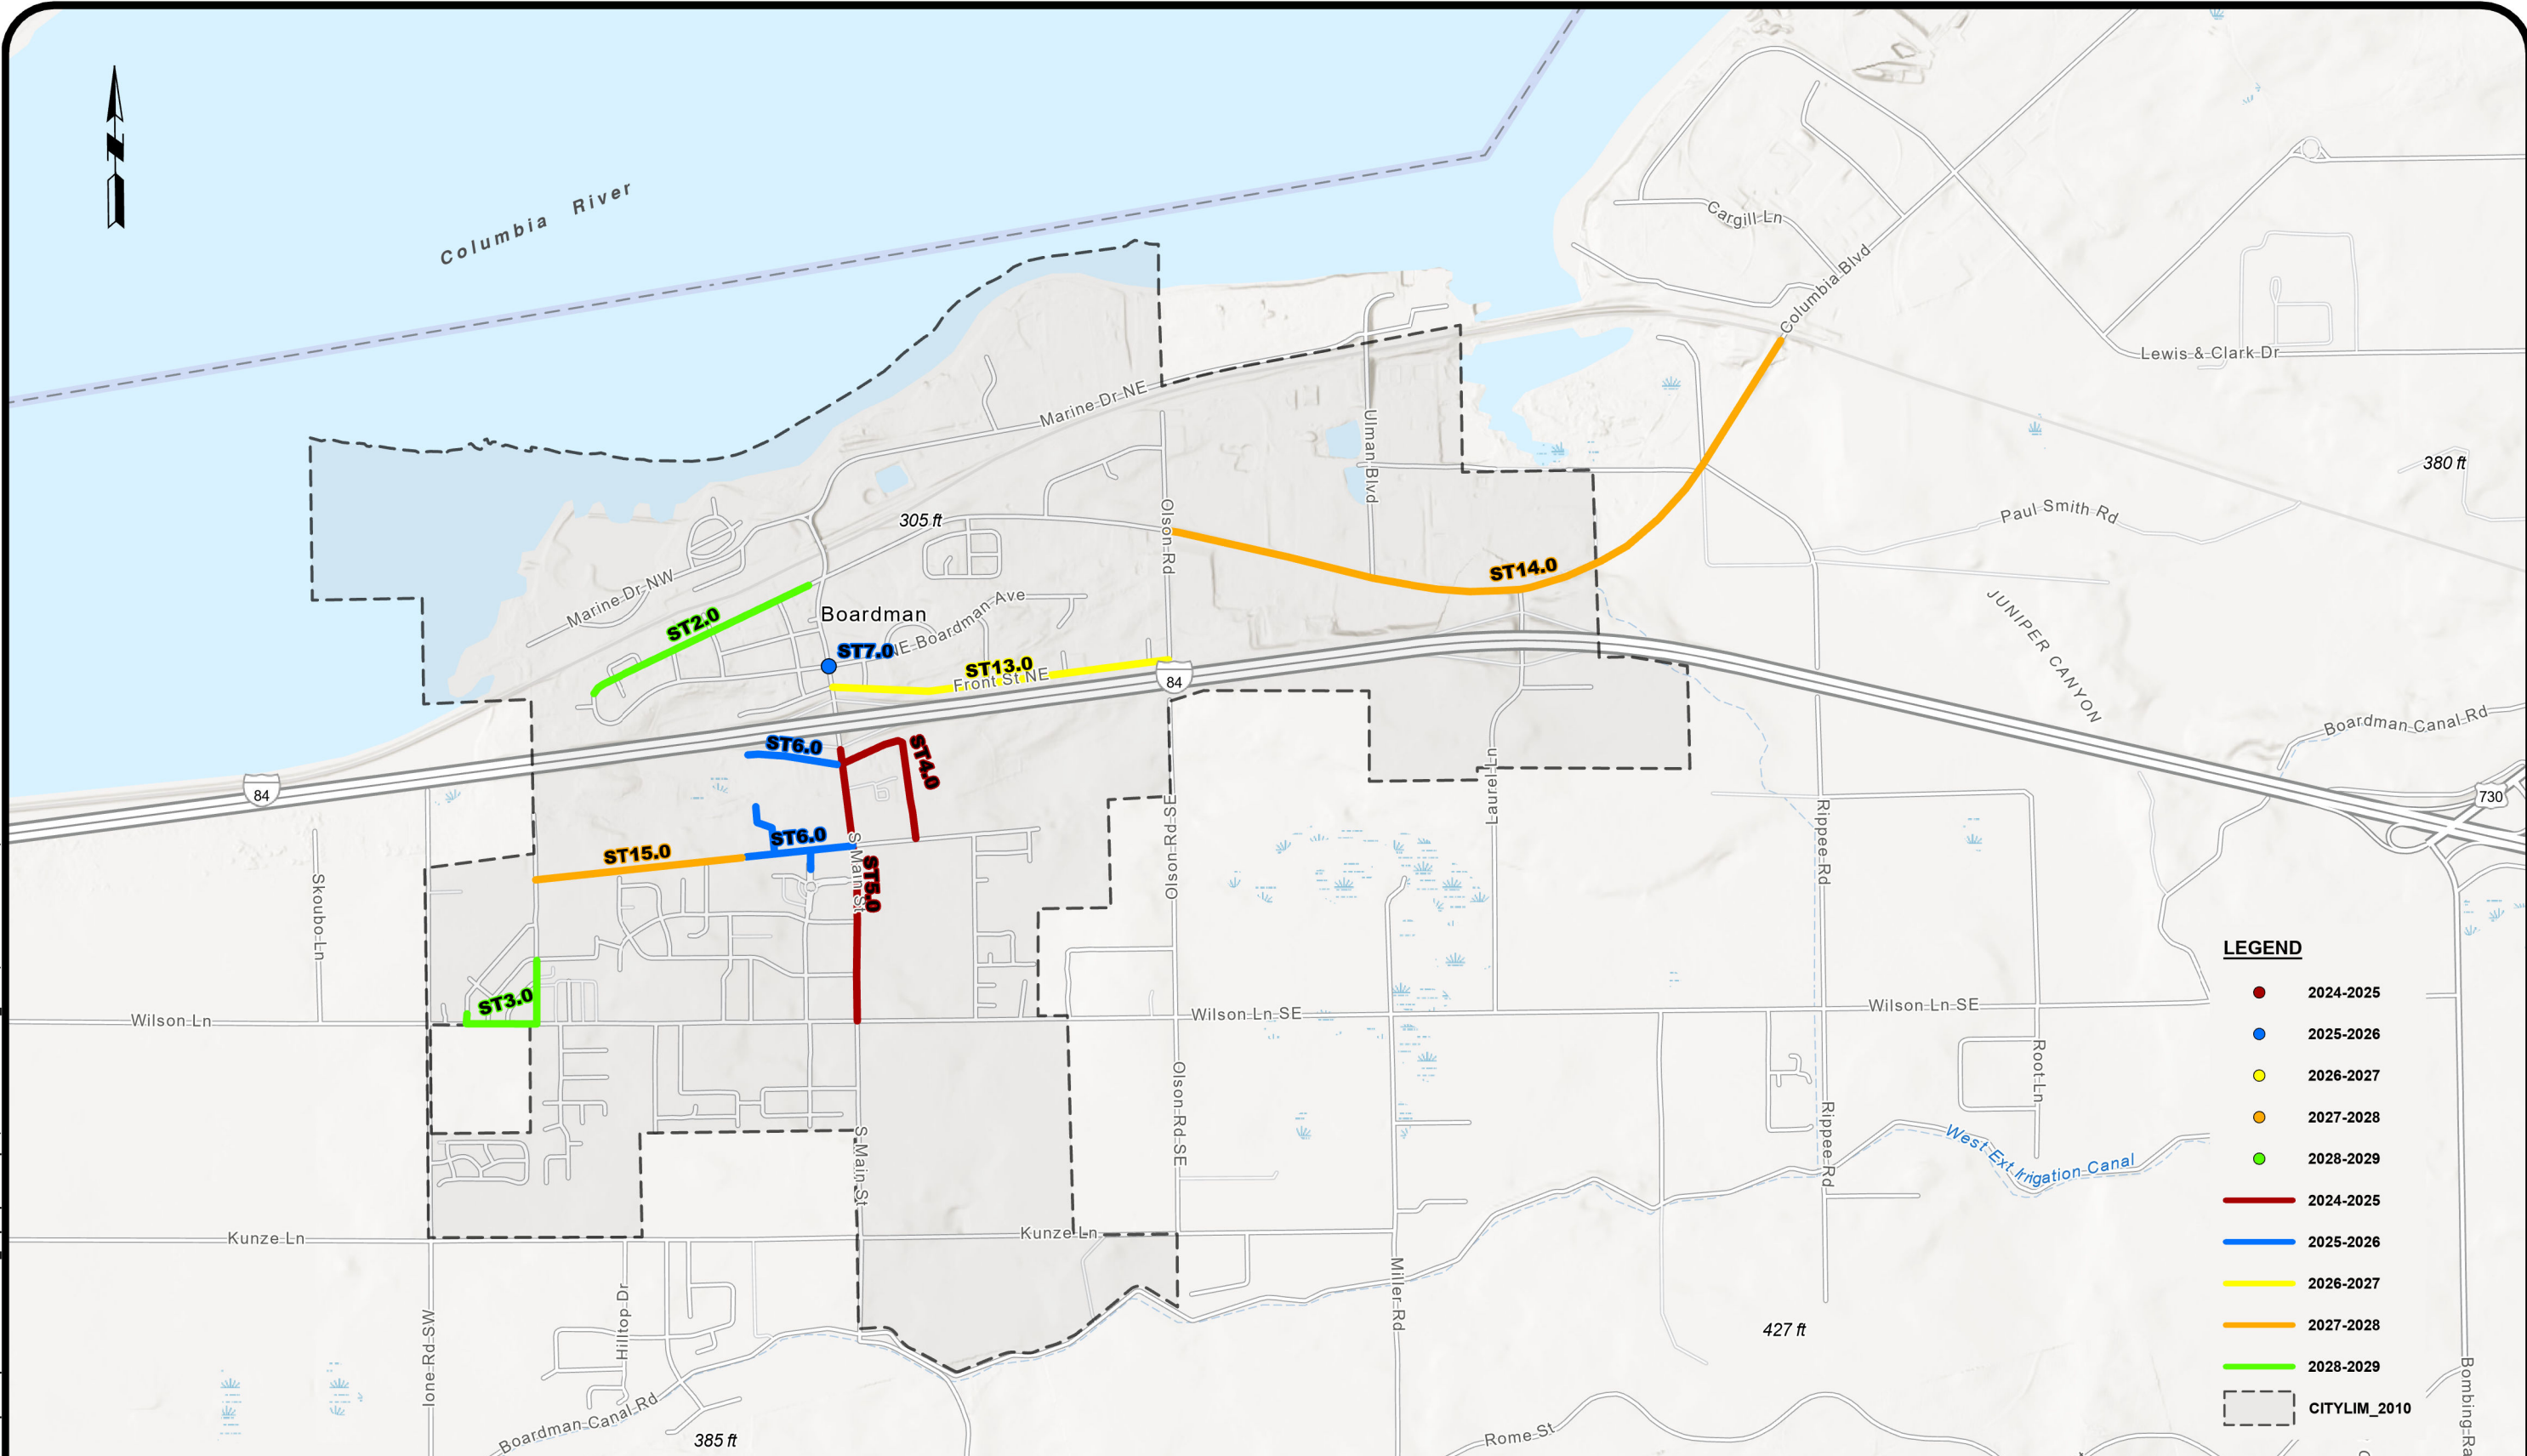 N
Columbia River
Cargill Ln
Columbia Blvd
Lewis & Clark Dr
Marine Dr NE
Ulman Blvd
380 ft
Olson Rd
305 ft
Paul Smith Rd
ST14.0
Marine Dr NW
ST2.0
Boardman
NE Boardman Ave
JUNIPER CANYON
ST7.0
ST13.0
Front St NE
84
Boardman Canal Rd
ST6.0
ST4.0
Laurel Ln
84
730
Olson Rd SE
Rippee Rd
ST6.0
ST15.0
S Main St
ST5.0
Skoubo Ln
ST3.0
Wilson Ln
Wilson Ln SE
Wilson Ln SE
Root Ln
Olson Rd SE
Rippee Rd
S Main St
West Ext Irrigation Canal
Kunze Ln
Kunze Ln
Miller Rd
Hilltop Dr
Ione Rd SW
427 ft
Boardman Canal Rd
385 ft
Rome St
Bombing Ra
LEGEND
2024-2025
2025-2026
2026-2027
2027-2028
2028-2029
2024-2025
2025-2026
2026-2027
2027-2028
2028-2029
CITYLIM_2010